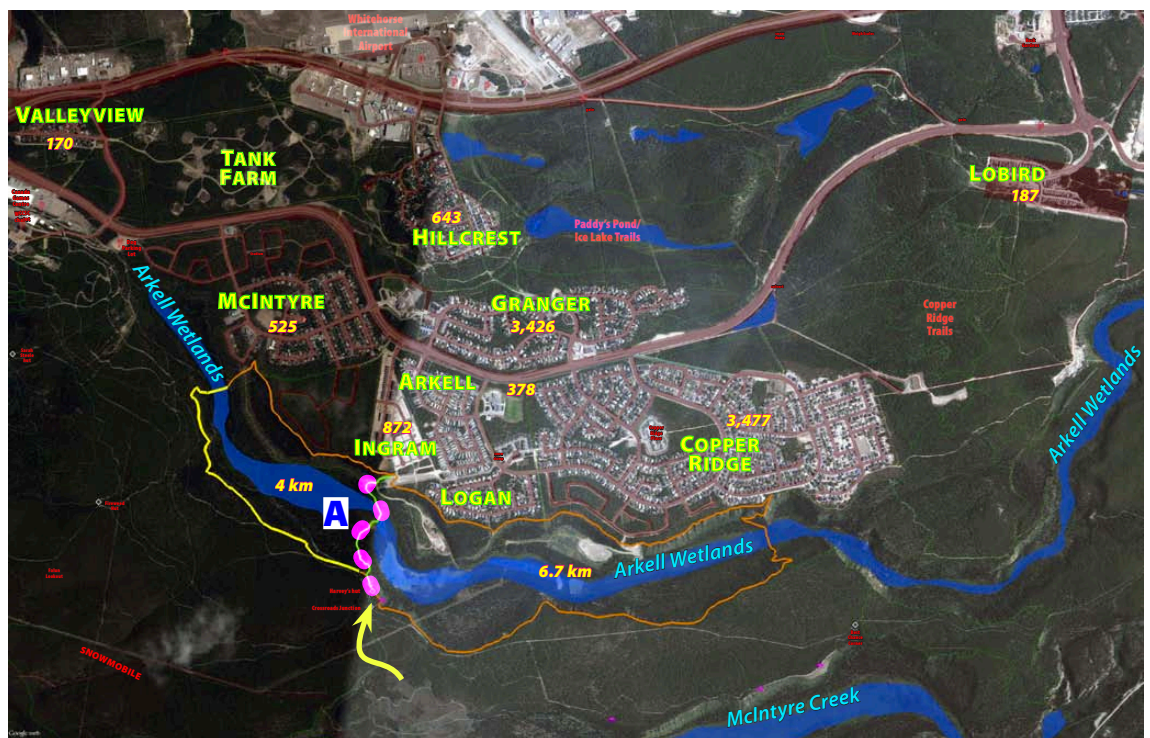 Whitehorse
International
Airport
VALLEYVIEW
170
TANK
FARM
LOBIRD
187
643
HILLCREST
Paddy's Pond/
Ice Lake Trails
Arkell Wetlands
MCINTYRE
525
GRANGER
3,426
Copper
Ridge
Trails
ARKELL
378
Arkell Wetlands
872
INGRAM
3,477
COPPER
RIDGE
4 km
LOGAN
A
6.7 km
Arkell Wetlands
Harvey's hut
Crossroads Junction
SNOWMOBILE
McIntyre Creek